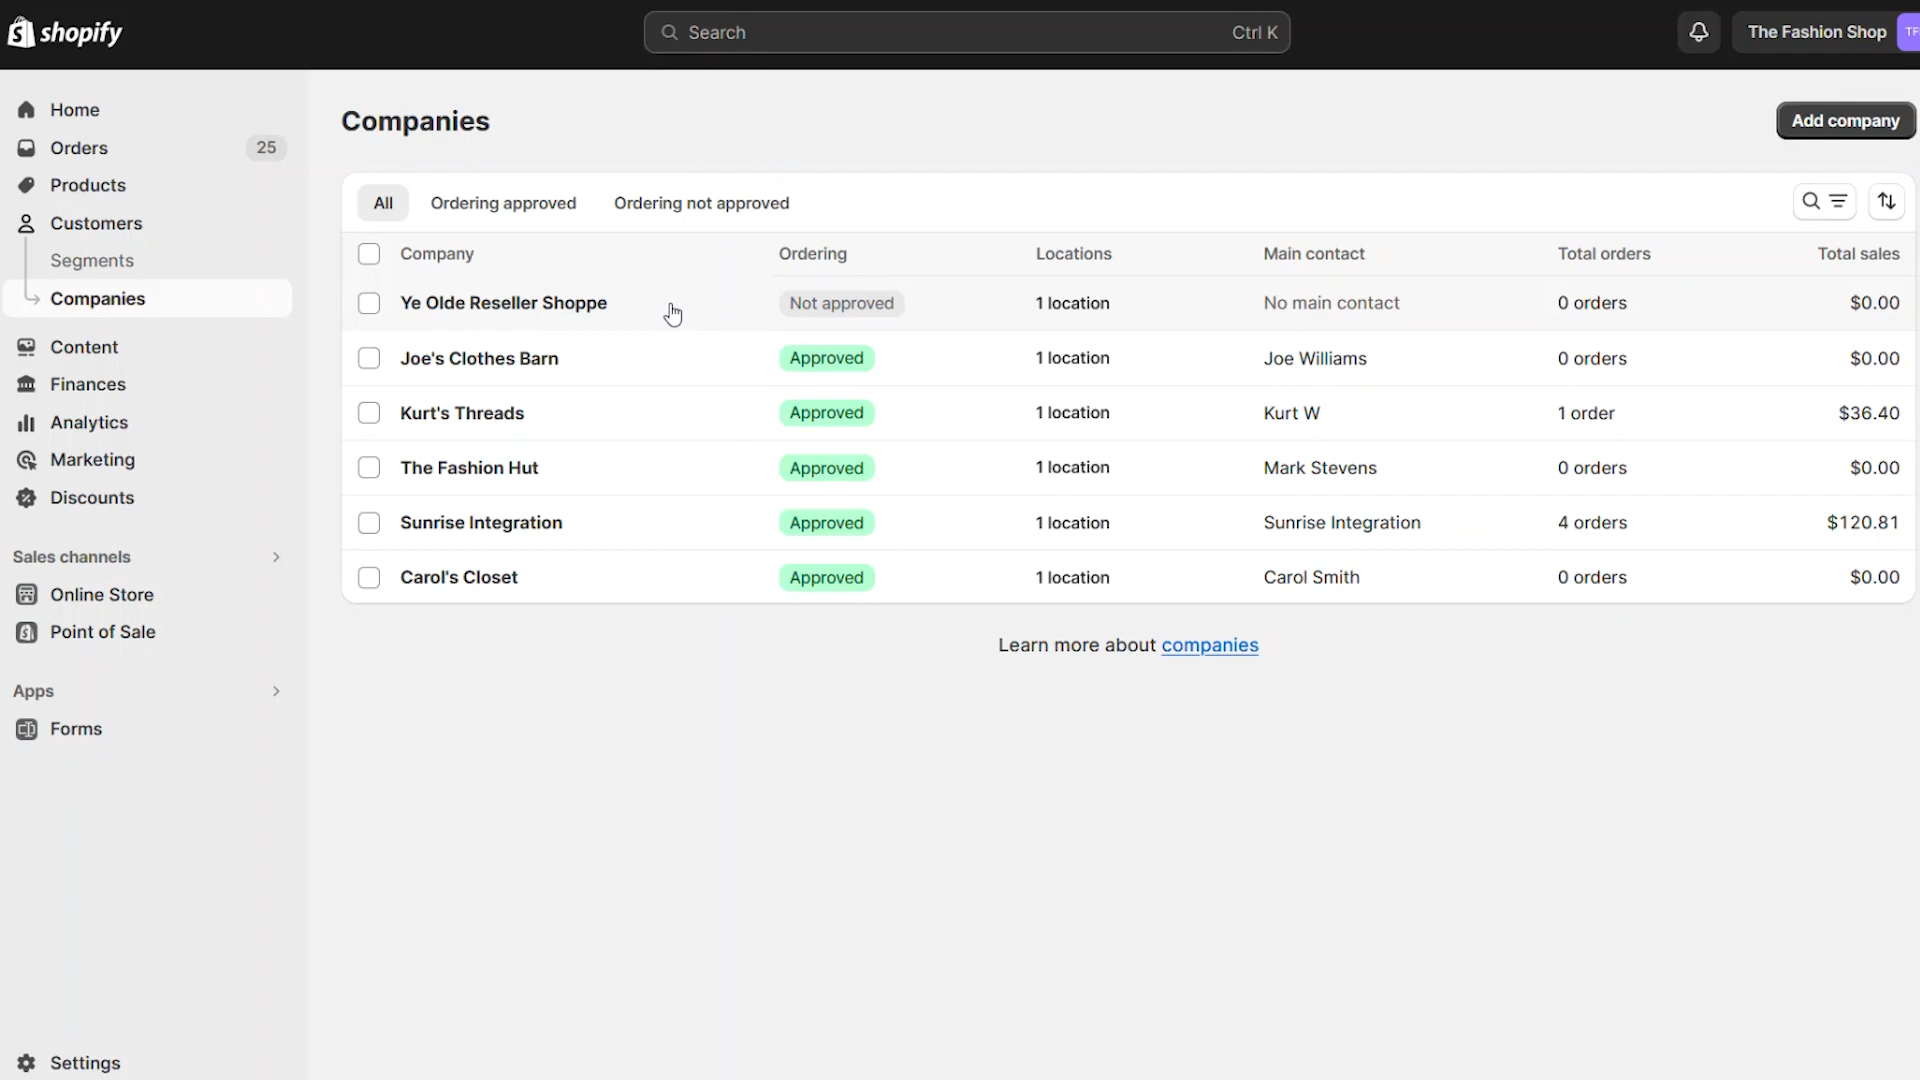 shopify
Search Ctrl K
The Fashion Shop
TF
Home
Orders 25
Products
Customers
Segments
Companies
Content
Finances
Analytics
Marketing
Discounts
Sales channels
Online Store
Point of Sale
Apps
Forms
Settings
Companies
Add company
All Ordering approved Ordering not approved
Company Ordering Locations Main contact Total orders Total sales
Ye Olde Reseller Shoppe Not approved 1 location No main contact 0 orders $0.00
Joe's Clothes Barn Approved 1 location Joe Williams 0 orders $0.00
Kurt's Threads Approved 1 location Kurt W 1 order $36.40
The Fashion Hut Approved 1 location Mark Stevens 0 orders $0.00
Sunrise Integration Approved 1 location Sunrise Integration 4 orders $120.81
Carol's Closet Approved 1 location Carol Smith 0 orders $0.00
Learn more about companies